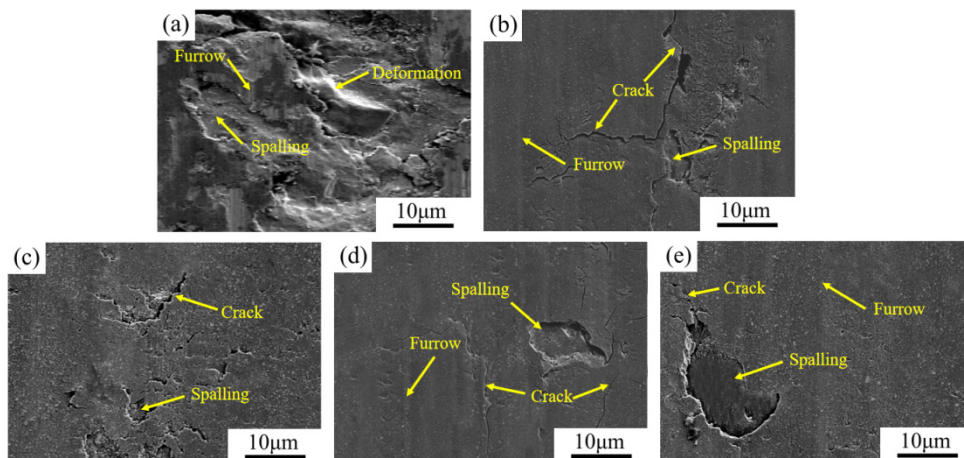 (a)
Furrow
Deformation
Spalling
10μm
(b)
Crack
Spalling
Furrow
10μm
(c)
Crack
Spalling
10μm
(d)
Spalling
Furrow
Crack
10μm
(e)
Crack
Furrow
Spalling
10μm